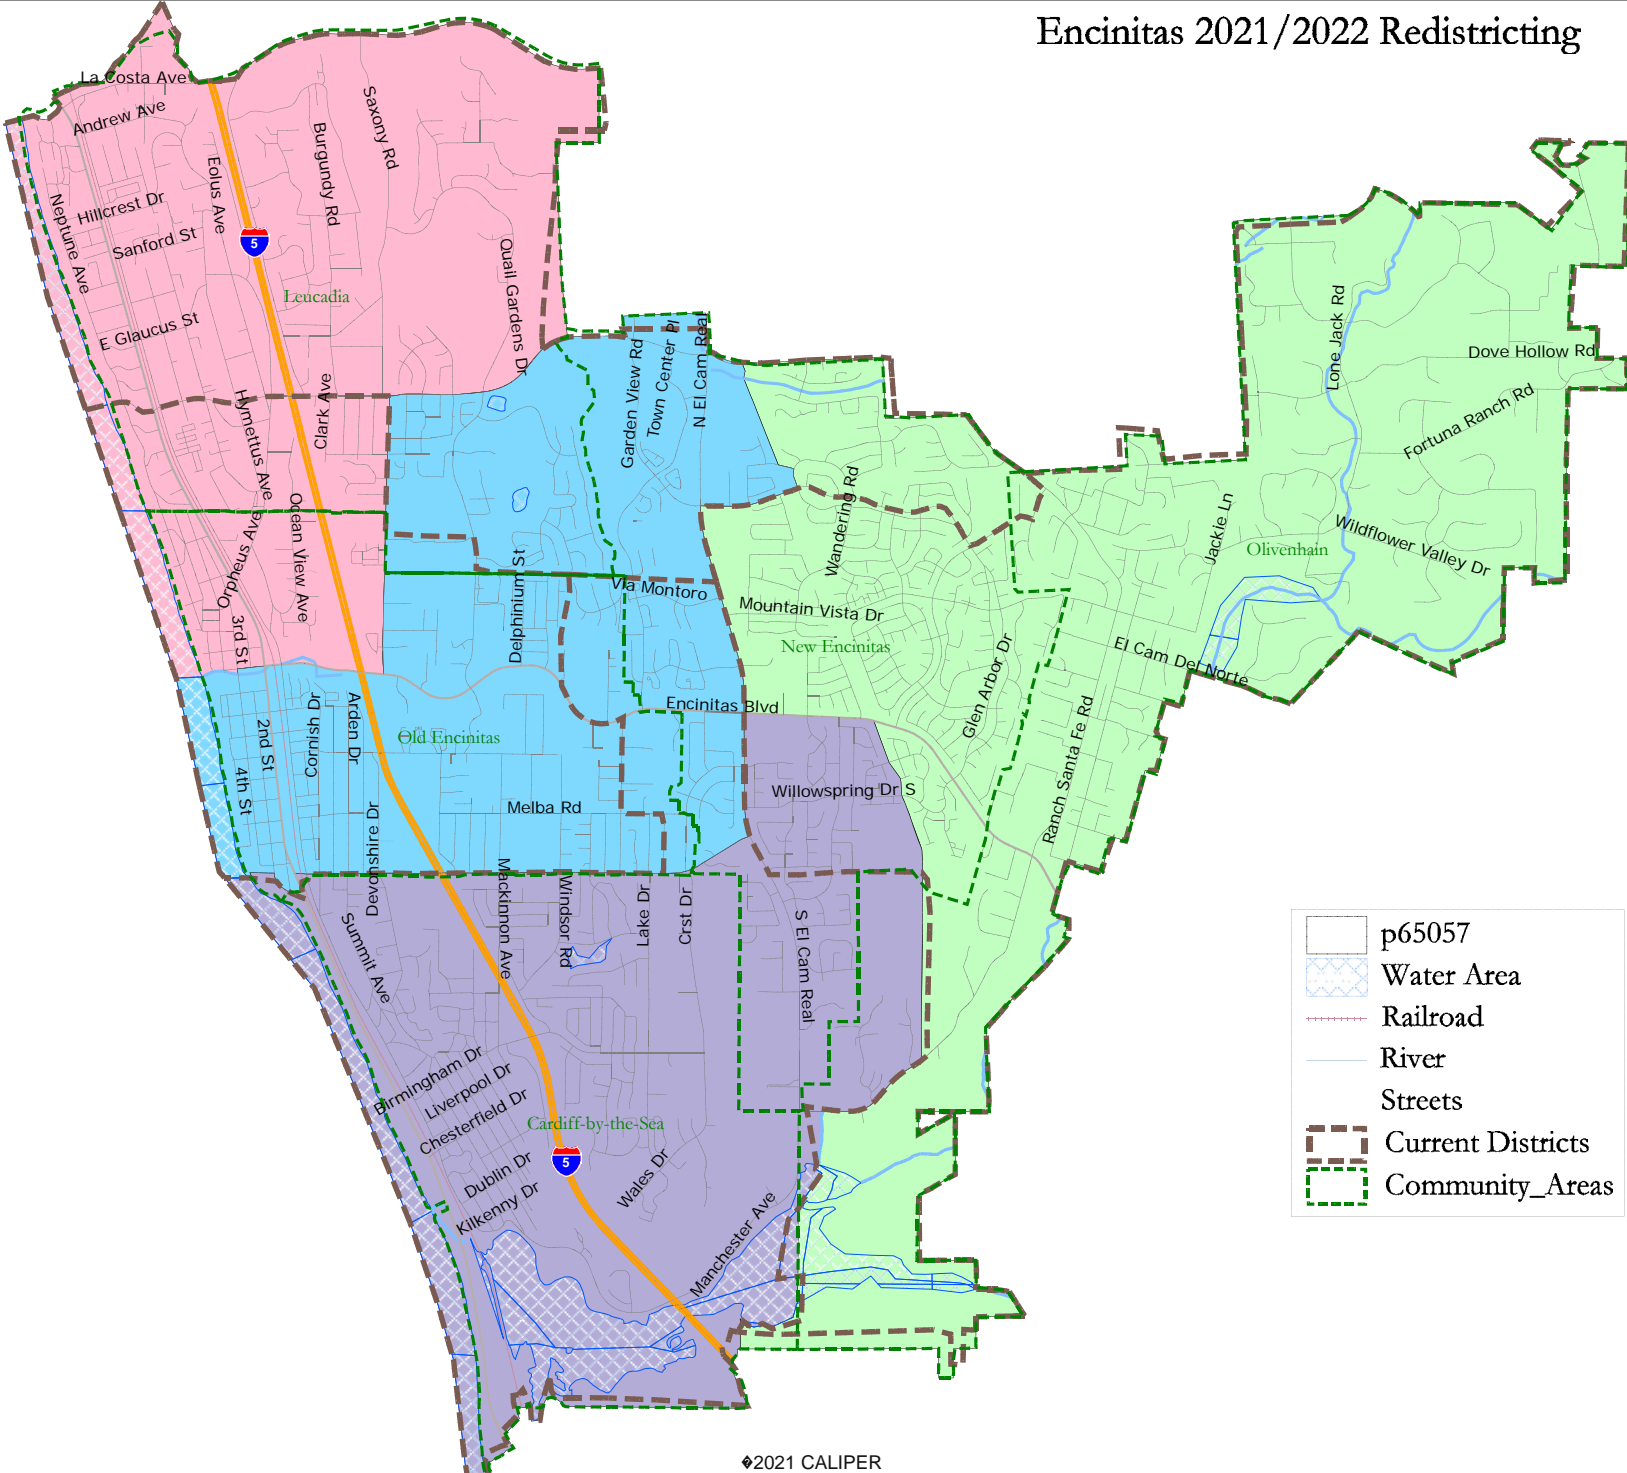 Encinitas 2021/2022 Redistricting
La Costa Ave
Andrew Ave
Saxony Rd
Burgundy Rd
Eolus Ave
Hillcrest Dr
Neptune Ave
Sanford St
5
Quail Gardens Dr
Leucadia
E Glaucus St
Garden View Rd
Town Center Pl
N El Cam Real
Lone Jack Rd
Dove Hollow Rd
Clark Ave
Hymettus Ave
Fortuna Ranch Rd
Wandering Rd
Jackie Ln
Orpheus Ave
Ocean View Ave
Wildflower Valley Dr
Olivenhain
Delphinium St
Via Montoro
Mountain Vista Dr
3rd St
New Encinitas
Glen Arbor Dr
El Cam Del Norte
Encinitas Blvd
2nd St
Cornish Dr
Arden Dr
Old Encinitas
Ranch Santa Fe Rd
4th St
Willowspring Dr S
Melba Rd
Devonshire Dr
Mackinnon Ave
Windsor Rd
Lake Dr
Crst Dr
Summit Ave
S El Cam Real
p65057
Water Area
Railroad
River
Streets
Current Districts
Community_Areas
Birmingham Dr
Liverpool Dr
Chesterfield Dr
Cardiff-by-the-Sea
5
Dublin Dr
Wales Dr
Kilkenny Dr
Manchester Ave
�2021 CALIPER